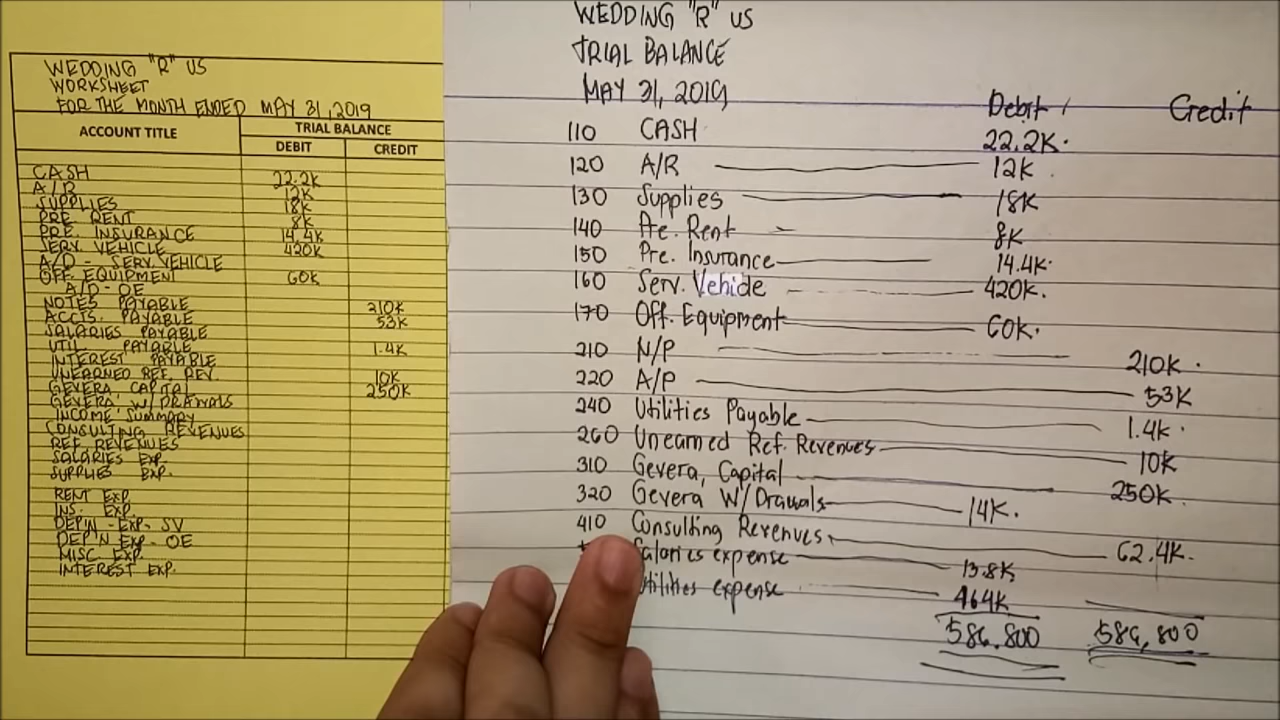 WEDDING "R" US
WORKSHEET
FOR THE MONTH ENDED MAY 31, 2019
ACCOUNT TITLE TRIAL BALANCE
DEBIT CREDIT
CASH 22.2K
A/R 12K
SUPPLIES 18K
PRE. RENT 8K
PRE. INSURANCE 14.4K
SERV. VEHICLE 420K
A/D - SERV. VEHICLE
OFF. EQUIPMENT 60K
A/D - OE
NOTES PAYABLE 210K
ACCTS. PAYABLE 53K
SALARIES PAYABLE
UTIL PAYABLE 1.4K
INTEREST PAYABLE
UNEARNED REF. REV. 10K
GEVERA CAPITAL 250K
GEVERA W/DRAWALS
INCOME SUMMARY
CONSULTING REVENUES
REF. REVENUES
SALARIES EXP.
SUPPLIES EXP.
RENT EXP.
INS. EXP.
DEP'N - EXP - SV
DEP'N EXP - OE
MISC. EXP.
INTEREST EXP.
WEDDING "R" US
TRIAL BALANCE
MAY 31, 2019
Debit Credit
110 CASH 22.2K
120 A/R 12K
130 Supplies 18K
140 Pre. Rent 8K
150 Pre. Insurance 14.4K
160 Serv. Vehicle 420K
170 Off. Equipment 60K
210 N/P 210K
220 A/P 53K
240 Utilities Payable 1.4K
260 Unearned Ref. Revenues 10K
310 Gevera, Capital 250K
320 Gevera W/Drawals 14K
410 Consulting Revenues 62.4K
Salaries expense 13.8K
Utilities expense
586,800 586,800